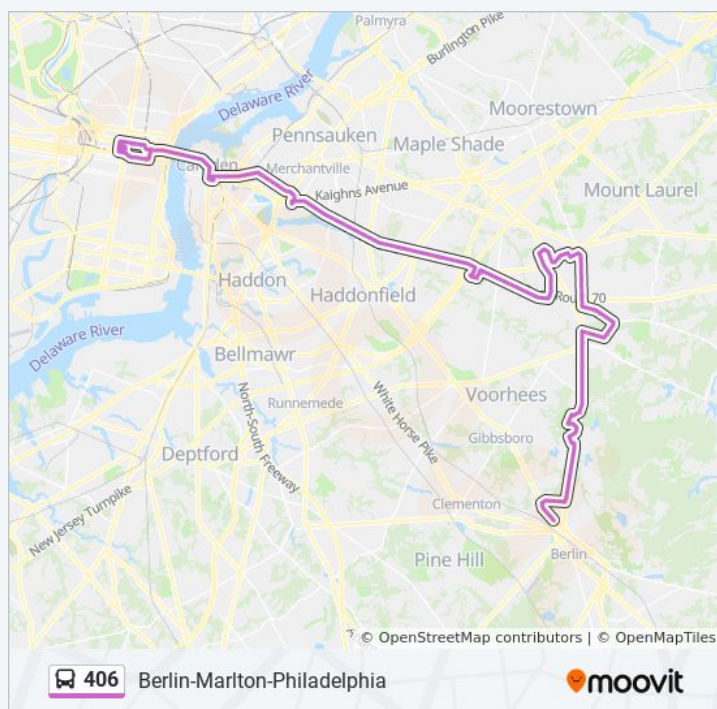 Palmyra
Burlington Pike
Delaware River
Moorestown
Pennsauken
Maple Shade
Camden
Merchantville
Kaighns Avenue
Mount Laurel
Haddon
Haddonfield
Route 70
Delaware River
Bellmawr
Voorhees
Runnemede
White Horse Pike
North-South Freeway
Gibbsboro
Deptford
New Jersey Turnpike
Clementon
Pine Hill
Berlin
© OpenStreetMap contributors | © OpenMapTiles
406 Berlin-Marlton-Philadelphia
moovit